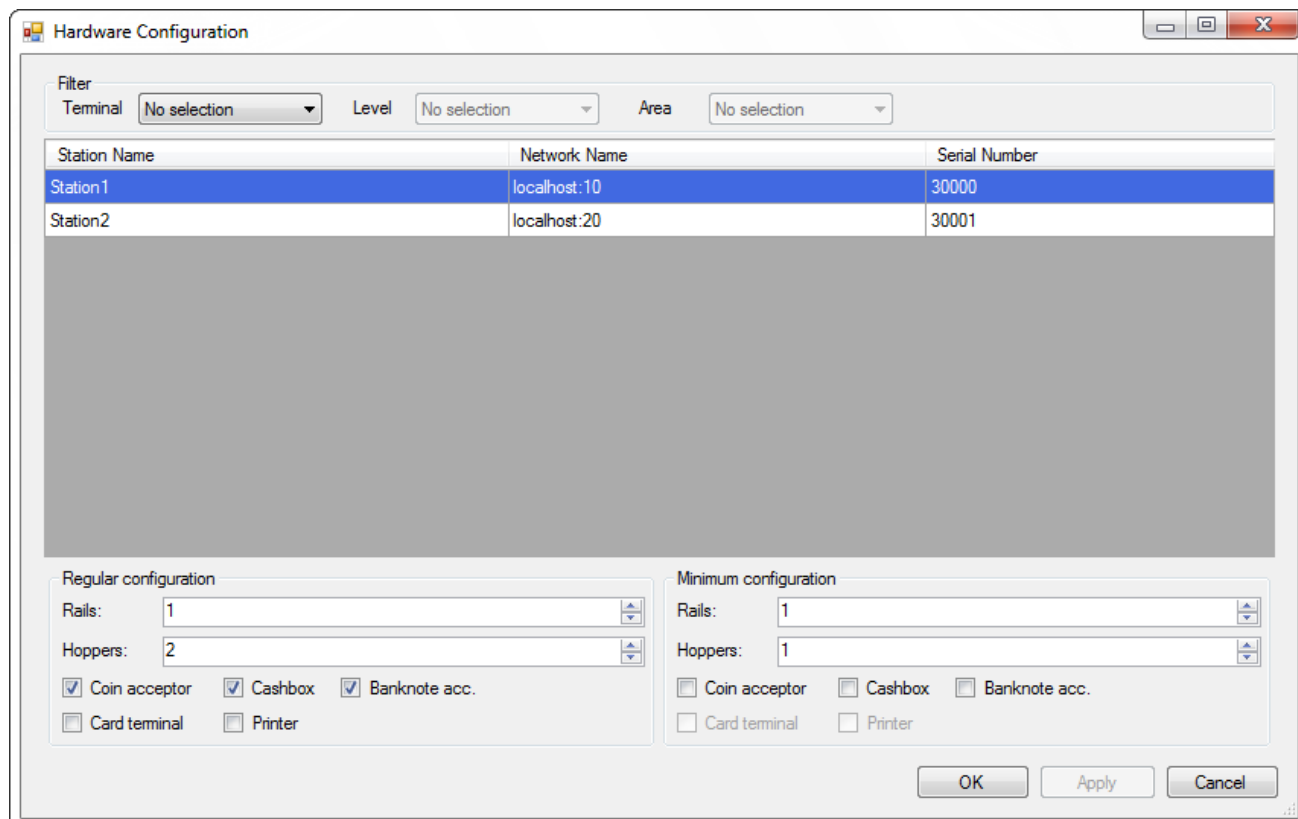 Hardware Configuration
Filter
Terminal No selection Level No selection Area No selection
Station Name Network Name Serial Number
Station1 localhost:10 30000
Station2 localhost:20 30001
Regular configuration Minimum configuration
Rails: 1 Rails: 1
Hoppers: 2 Hoppers: 1
Coin acceptor Cashbox Banknote acc. Coin acceptor Cashbox Banknote acc.
Card terminal Printer Card terminal Printer
OK Apply Cancel